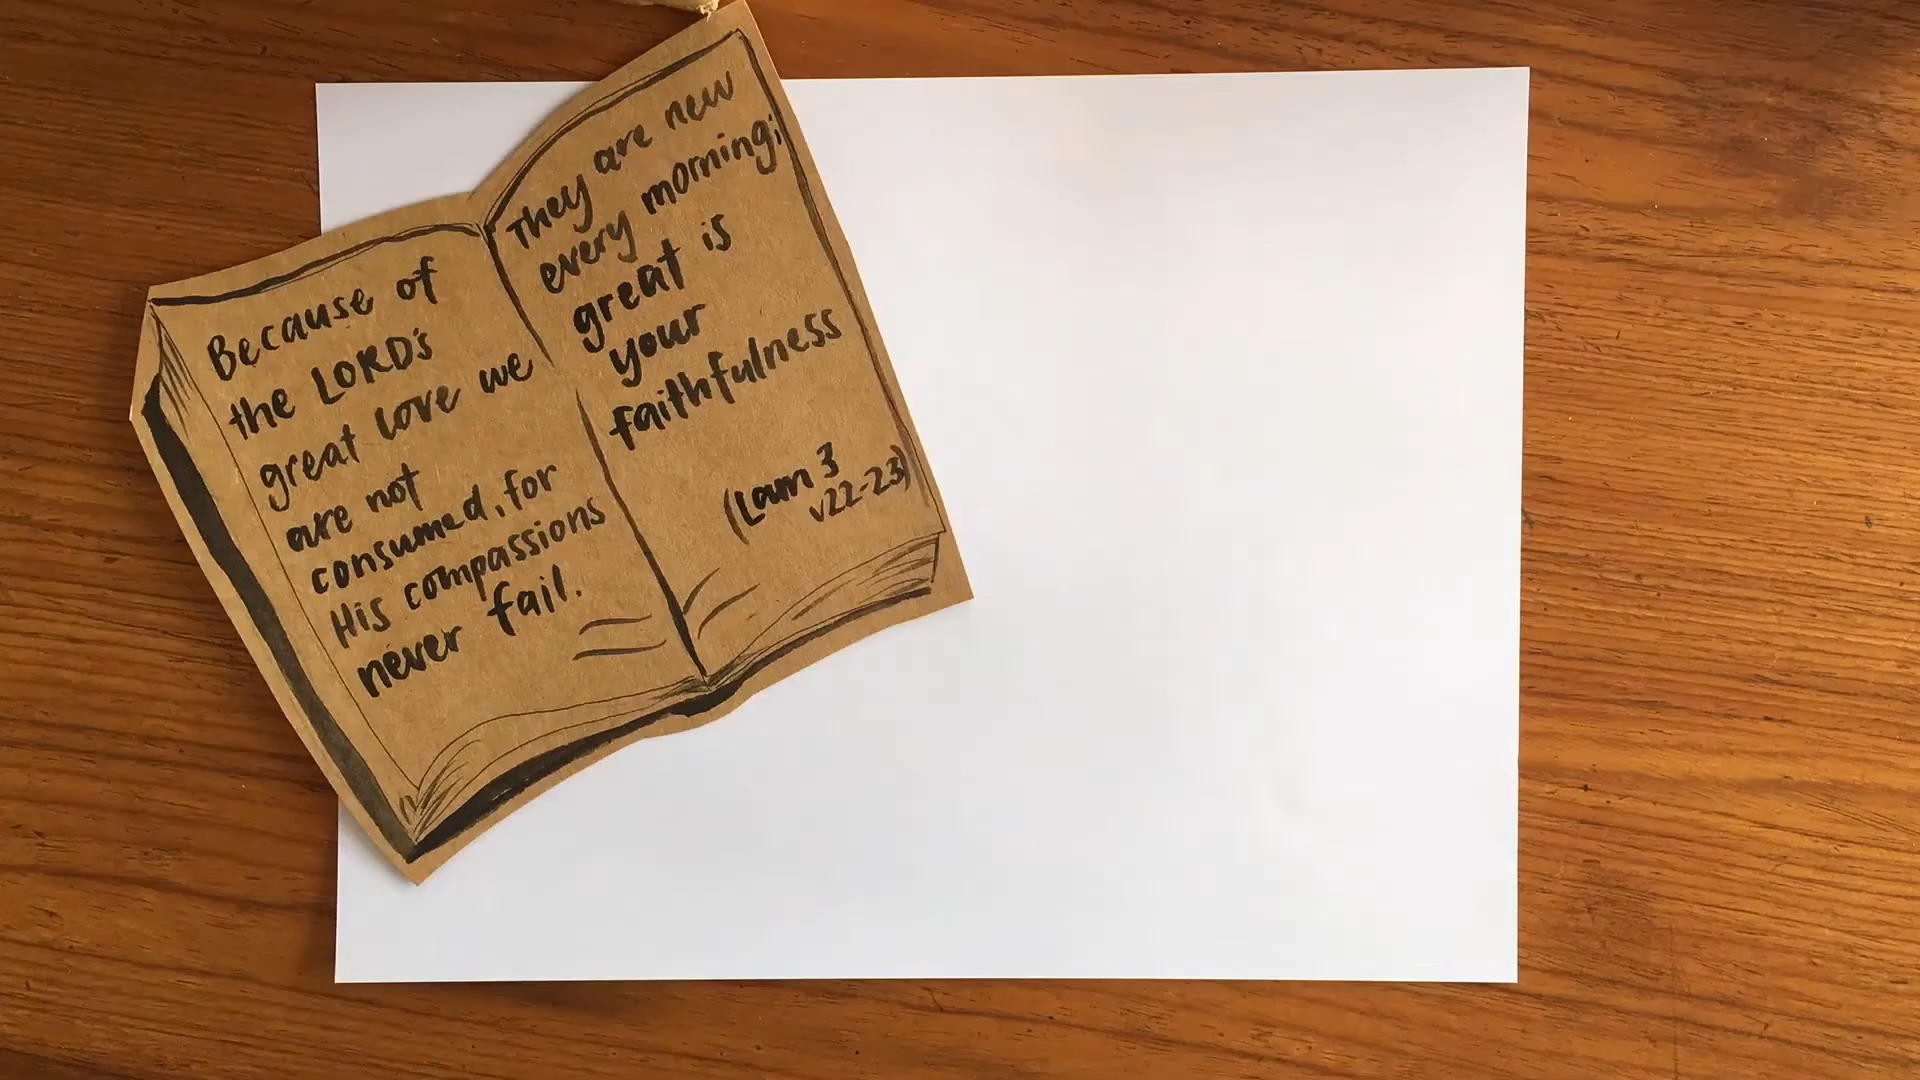 Because of
the LORD's
great love we
are not
consumed, for
His compassions
never fail.
They are new
every morning;
great is
your
faithfulness
(Lam 3
v22-23)